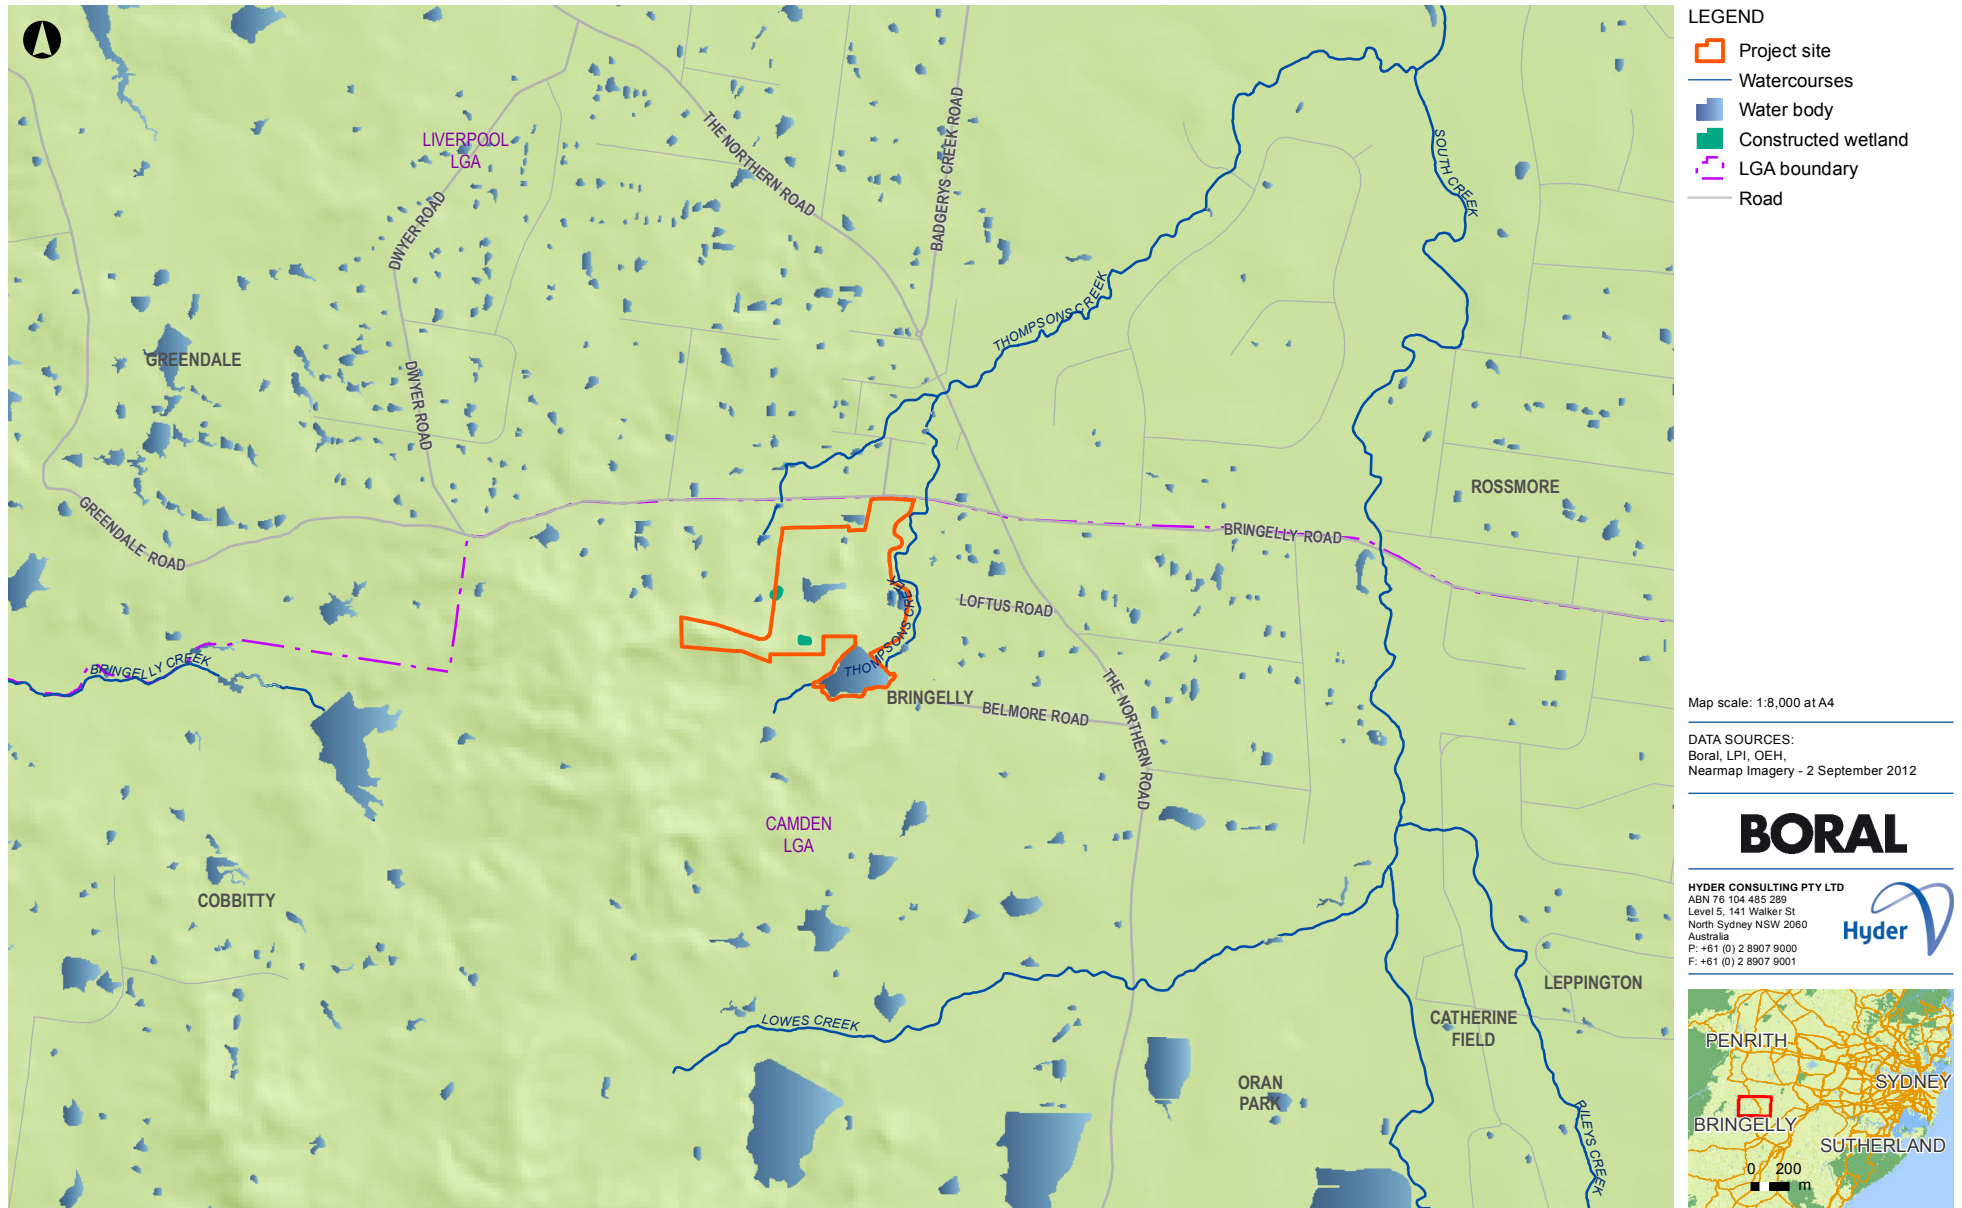 LIVERPOOL
LGA
THE NORTHERN ROAD
BADGERYS CREEK ROAD
SOUTH CREEK
DWYER ROAD
THOMPSONS CREEK
GREENDALE
DWYER ROAD
ROSSMORE
GREENDALE ROAD
BRINGELLY ROAD
LOFTUS ROAD
THOMPSONS CREEK
BRINGELLY CREEK
BRINGELLY
BELMORE ROAD
THE NORTHERN ROAD
CAMDEN
LGA
COBBITTY
LEPPINGTON
LOWES CREEK
CATHERINE
FIELD
ORAN
PARK
RILEYS CREEK
LEGEND
Project site
Watercourses
Water body
Constructed wetland
LGA boundary
Road
Map scale: 1:8,000 at A4
DATA SOURCES:
Boral, LPI, OEH,
Nearmap Imagery - 2 September 2012
BORAL
HYDER CONSULTING PTY LTD
ABN 76 104 485 289
Level 5, 141 Walker St
North Sydney NSW 2060
Australia
P: +61 (0) 2 8907 9000
F: +61 (0) 2 8907 9001
Hyder
PENRITH
SYDNEY
BRINGELLY
SUTHERLAND
0 200
m